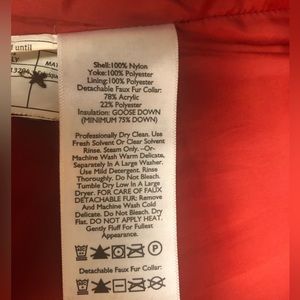 until
Shell:100% Nylon
Yoke:100% Polyester
Lining:100% Polyester
Detachable Faux Fur Collar:
78% Acrylic
22% Polyester
Insulation: GOOSE DOWN
(MINIMUM 75% DOWN)
Professionally Dry Clean. Use
Fresh Solvent Or Clear Solvent
Rinse. Steam Only. -Or-
Machine Wash Warm Delicate,
Separately In A Large Washer
Use Mild Detergent. Rinse
Thoroughly. Do Not Bleach.
Tumble Dry Low In A Large
Dryer. FOR CARE OF FAUX
DETACHABLE FUR: Remove
And Machine Wash Cold
Delicate. Do Not Bleach. Dry
Flat. DO NOT IRON.
Gently Fluff For Fullest
Appearance.
P
Detachable Faux Fur Collar: